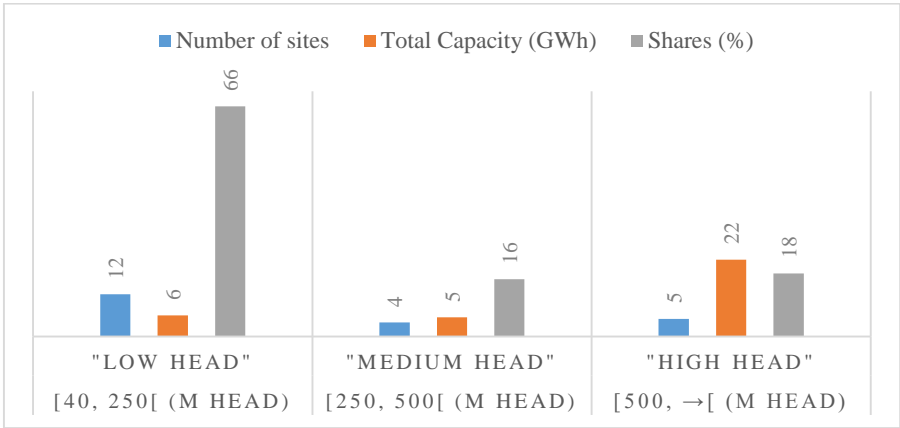 Number of sites Total Capacity (GWh) Shares (%)
12 6 66
4 5 16
5 22 18
"LOW HEAD" "MEDIUM HEAD" "HIGH HEAD"
[40, 250[ (M HEAD) [250, 500[ (M HEAD) [500, →[ (M HEAD)